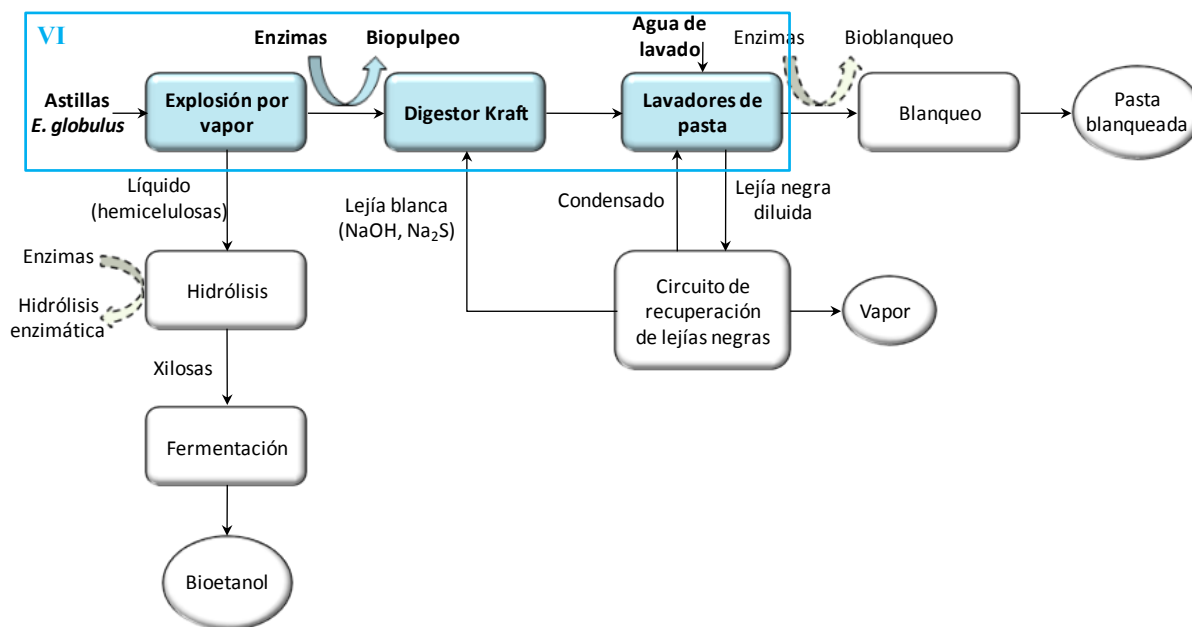 VI
Enzimas
Biopulpeo
Agua de
lavado
Enzimas
Bioblanqueo
Astillas
E. globulus
Explosión por
vapor
Digestor Kraft
Lavadores de
pasta
Blanqueo
Pasta
blanqueada
Líquido
(hemicelulosas)
Lejía blanca
(NaOH, Na₂S)
Condensado
Lejía negra
diluida
Enzimas
Hidrólisis
enzimática
Hidrólisis
Circuito de
recuperación
de lejías negras
Vapor
Xilosas
Fermentación
Bioetanol